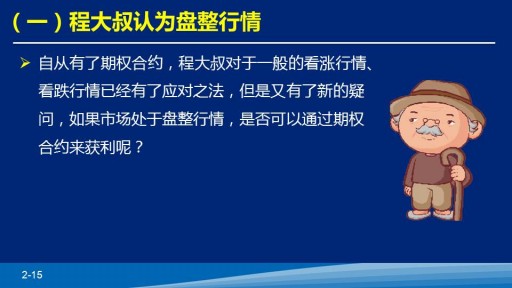 （一）程大叔认为盘整行情
自从有了期权合约，程大叔对于一般的看涨行情、
看跌行情已经有了应对之法，但是又有了新的疑
问，如果市场处于盘整行情，是否可以通过期权
合约来获利呢？
2-15